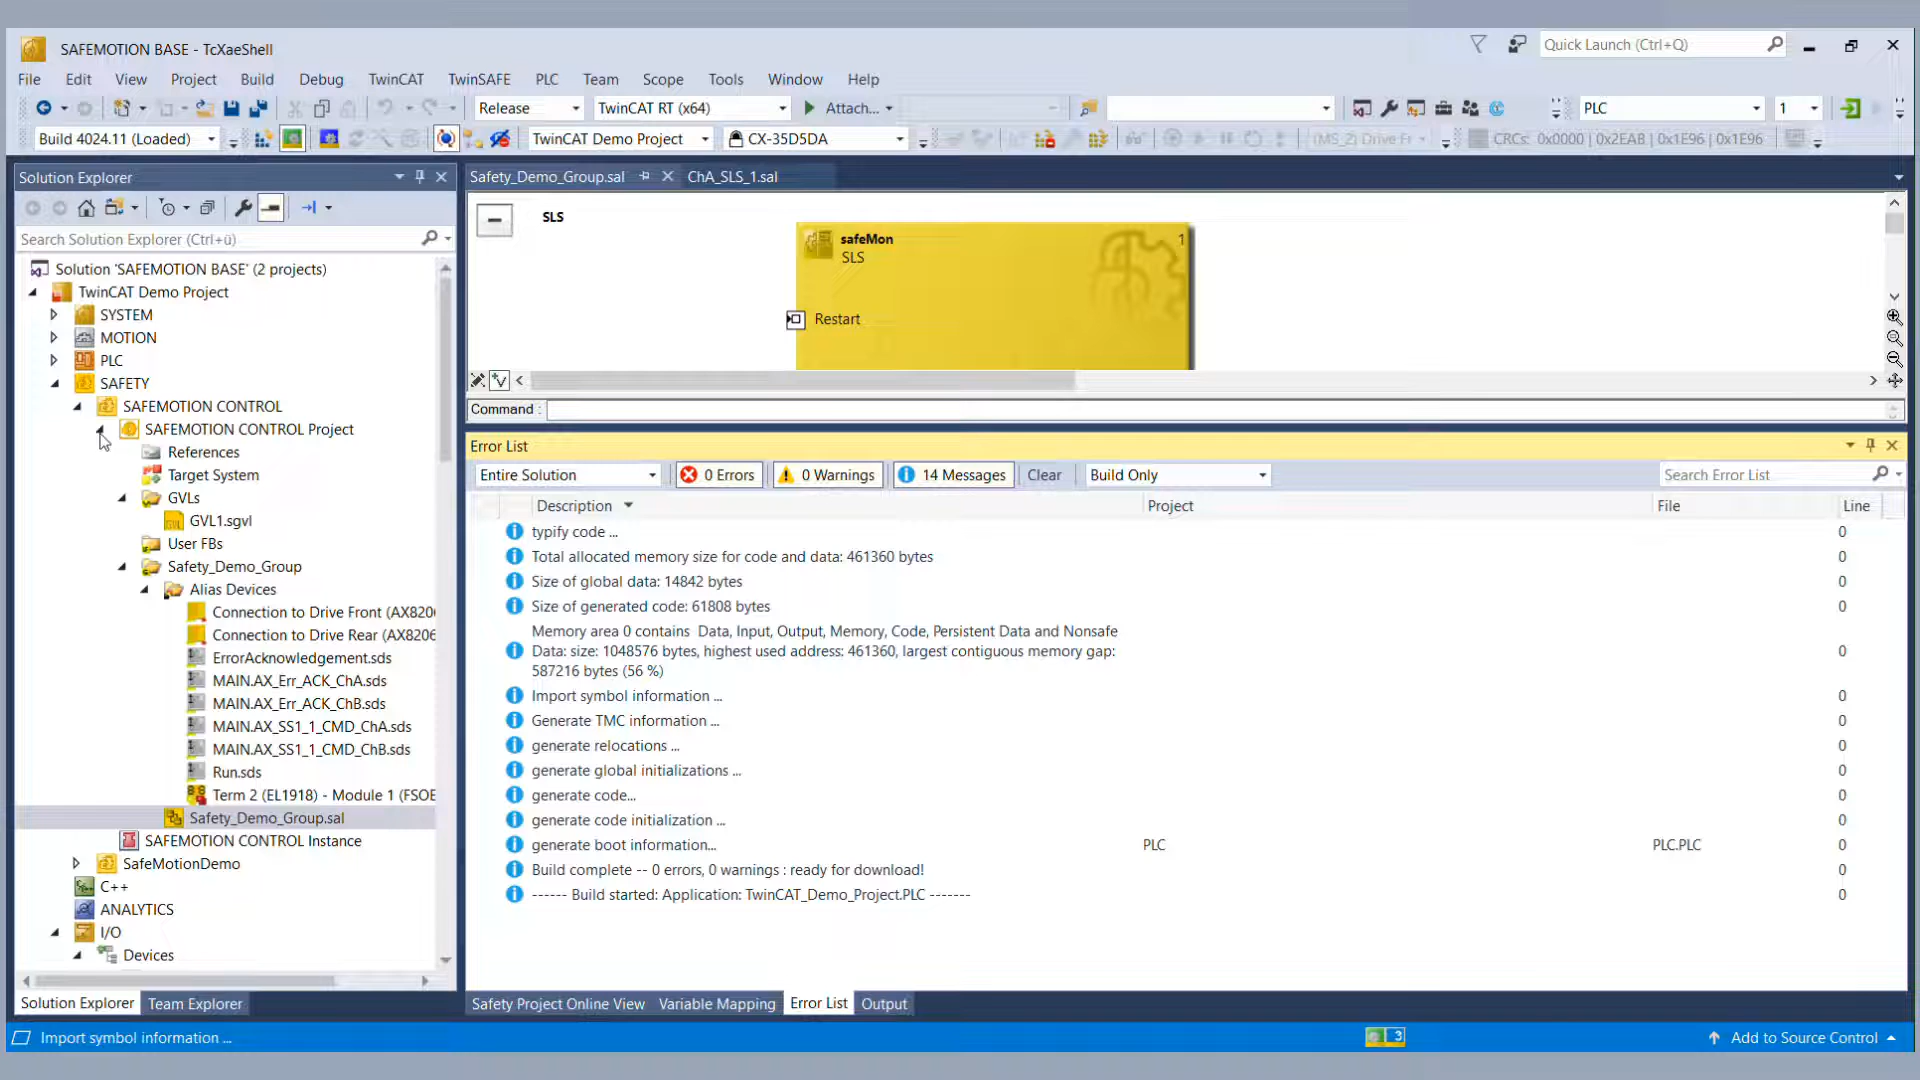 SAFEMOTION BASE - TcXaeShell
Quick Launch (Ctrl+Q)
File Edit View Project Build Debug TwinCAT TwinSAFE PLC Team Scope Tools Window Help
Release TwinCAT RT (x64) Attach... PLC 1
Build 4024.11 (Loaded) TwinCAT Demo Project CX-35D5DA (MS_2) Drive Fr CRCs: 0x0000 | 0x2EAB | 0x1E96 | 0x1E96
Solution Explorer
Search Solution Explorer (Ctrl+ü)
Solution 'SAFEMOTION BASE' (2 projects)
TwinCAT Demo Project
SYSTEM
MOTION
PLC
SAFETY
SAFEMOTION CONTROL
SAFEMOTION CONTROL Project
References
Target System
GVLs
GVL1.sgvl
User FBs
Safety_Demo_Group
Alias Devices
Connection to Drive Front (AX8206
Connection to Drive Rear (AX8206
ErrorAcknowledgement.sds
MAIN.AX_Err_ACK_ChA.sds
MAIN.AX_Err_ACK_ChB.sds
MAIN.AX_SS1_1_CMD_ChA.sds
MAIN.AX_SS1_1_CMD_ChB.sds
Run.sds
Term 2 (EL1918) - Module 1 (FSOE
Safety_Demo_Group.sal
SAFEMOTION CONTROL Instance
SafeMotionDemo
C++
ANALYTICS
I/O
Devices
Solution Explorer Team Explorer
Safety_Demo_Group.sal ChA_SLS_1.sal
SLS
safeMon 1
SLS
Restart
Command :
Error List
Entire Solution 0 Errors 0 Warnings 14 Messages Clear Build Only Search Error List
Description Project File Line
typify code ... 0
Total allocated memory size for code and data: 461360 bytes 0
Size of global data: 14842 bytes 0
Size of generated code: 61808 bytes 0
Memory area 0 contains Data, Input, Output, Memory, Code, Persistent Data and Nonsafe
Data: size: 1048576 bytes, highest used address: 461360, largest contiguous memory gap: 0
587216 bytes (56 %)
Import symbol information ... 0
Generate TMC information ... 0
generate relocations ... 0
generate global initializations ... 0
generate code... 0
generate code initialization ... 0
generate boot information... PLC PLC.PLC 0
Build complete -- 0 errors, 0 warnings : ready for download! 0
------ Build started: Application: TwinCAT_Demo_Project.PLC ------- 0
Safety Project Online View Variable Mapping Error List Output
Import symbol information ... 3 Add to Source Control